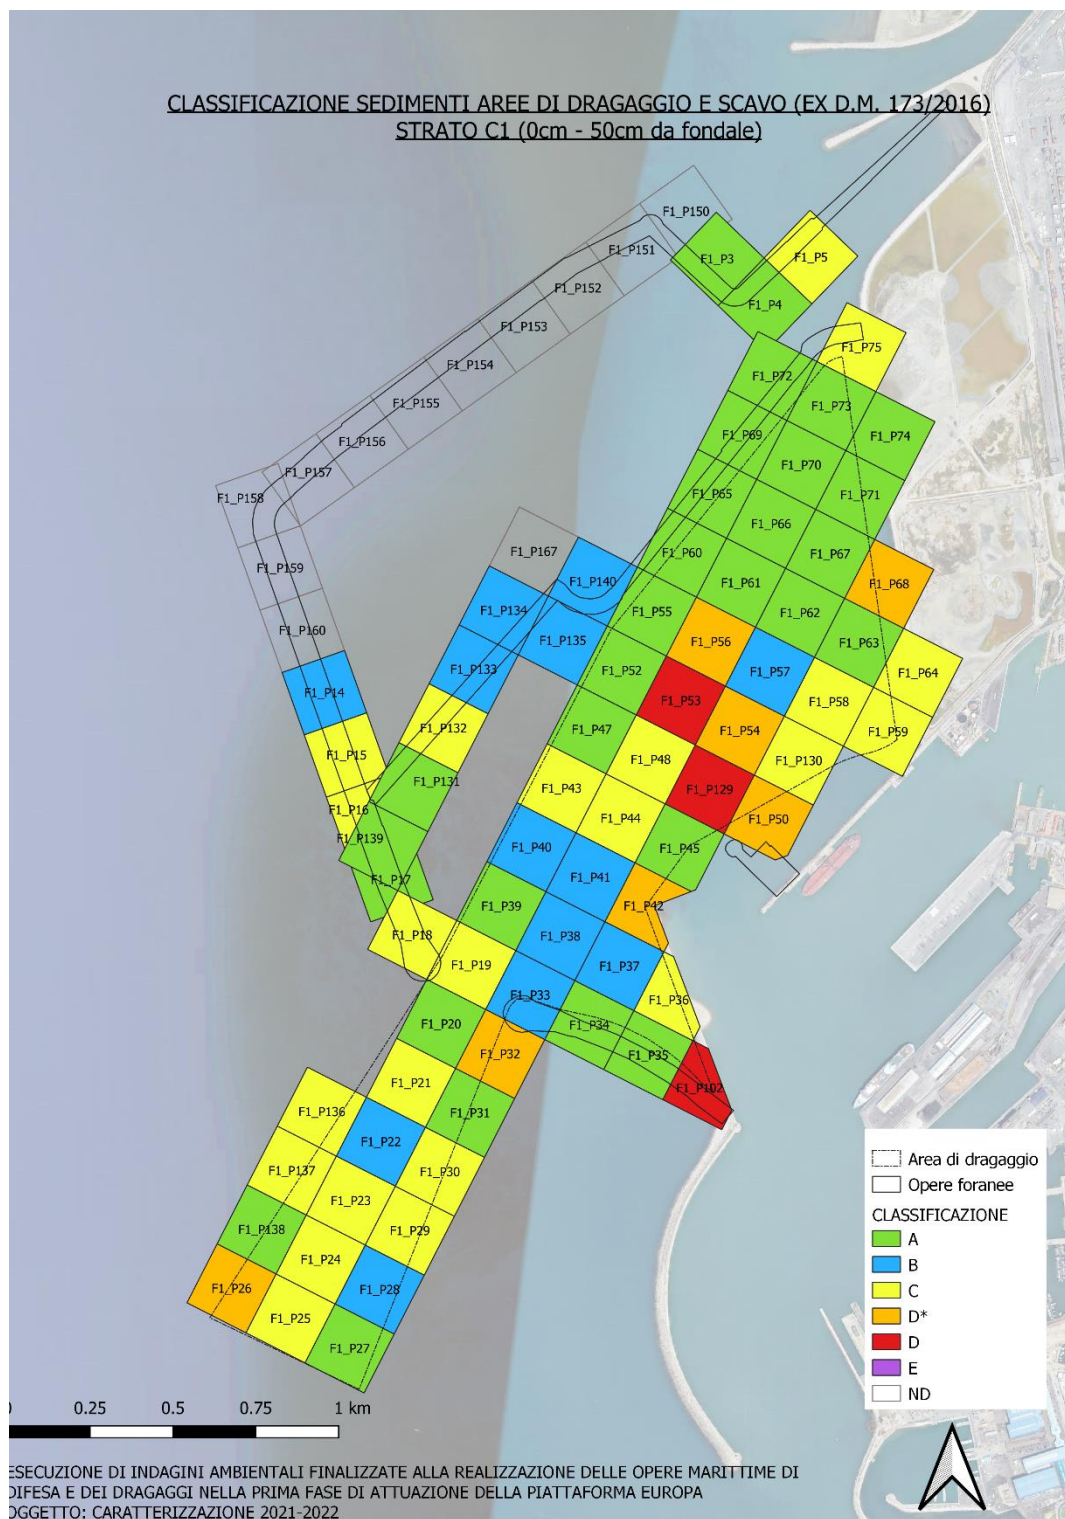 CLASSIFICAZIONE SEDIMENTI AREE DI DRAGAGGIO E SCAVO (EX D.M. 173/2016)
STRATO C1 (0cm - 50cm da fondale)
F1_P150
F1_P151
F1_P3
F1_P5
F1_P152
F1_P4
F1_P153
F1_P75
F1_P154
F1_P72
F1_P155
F1_P73
F1_P156
F1_P69
F1_P74
F1_P157
F1_P70
F1_P158
F1_P65
F1_P71
F1_P66
F1_P167
F1_P60
F1_P67
F1_P159
F1_P140
F1_P61
F1_P68
F1_P134
F1_P55
F1_P62
F1_P160
F1_P135
F1_P56
F1_P63
F1_P133
F1_P52
F1_P57
F1_P64
F1_P14
F1_P53
F1_P58
F1_P132
F1_P47
F1_P54
F1_P59
F1_P15
F1_P48
F1_P130
F1_P131
F1_P43
F1_P129
F1_P16
F1_P44
F1_P50
F1_P139
F1_P40
F1_P45
F1_P17
F1_P41
F1_P39
F1_P42
F1_P18
F1_P38
F1_P19
F1_P37
F1_P33
F1_P36
F1_P20
F1_P34
F1_P32
F1_P35
F1_P21
F1_P102
F1_P136
F1_P31
F1_P22
F1_P137
F1_P30
F1_P23
F1_P138
F1_P29
F1_P24
F1_P26
F1_P28
F1_P25
F1_P27
Area di dragaggio
Opere foranee
CLASSIFICAZIONE
A
B
C
D*
D
E
ND
0.25 0.50 0.75 1 km
ESECUZIONE DI INDAGINI AMBIENTALI FINALIZZATE ALLA REALIZZAZIONE DELLE OPERE MARITTIME DI
DIFESA E DEI DRAGAGGI NELLA PRIMA FASE DI ATTUAZIONE DELLA PIATTAFORMA EUROPA
OGGETTO: CARATTERIZZAZIONE 2021-2022